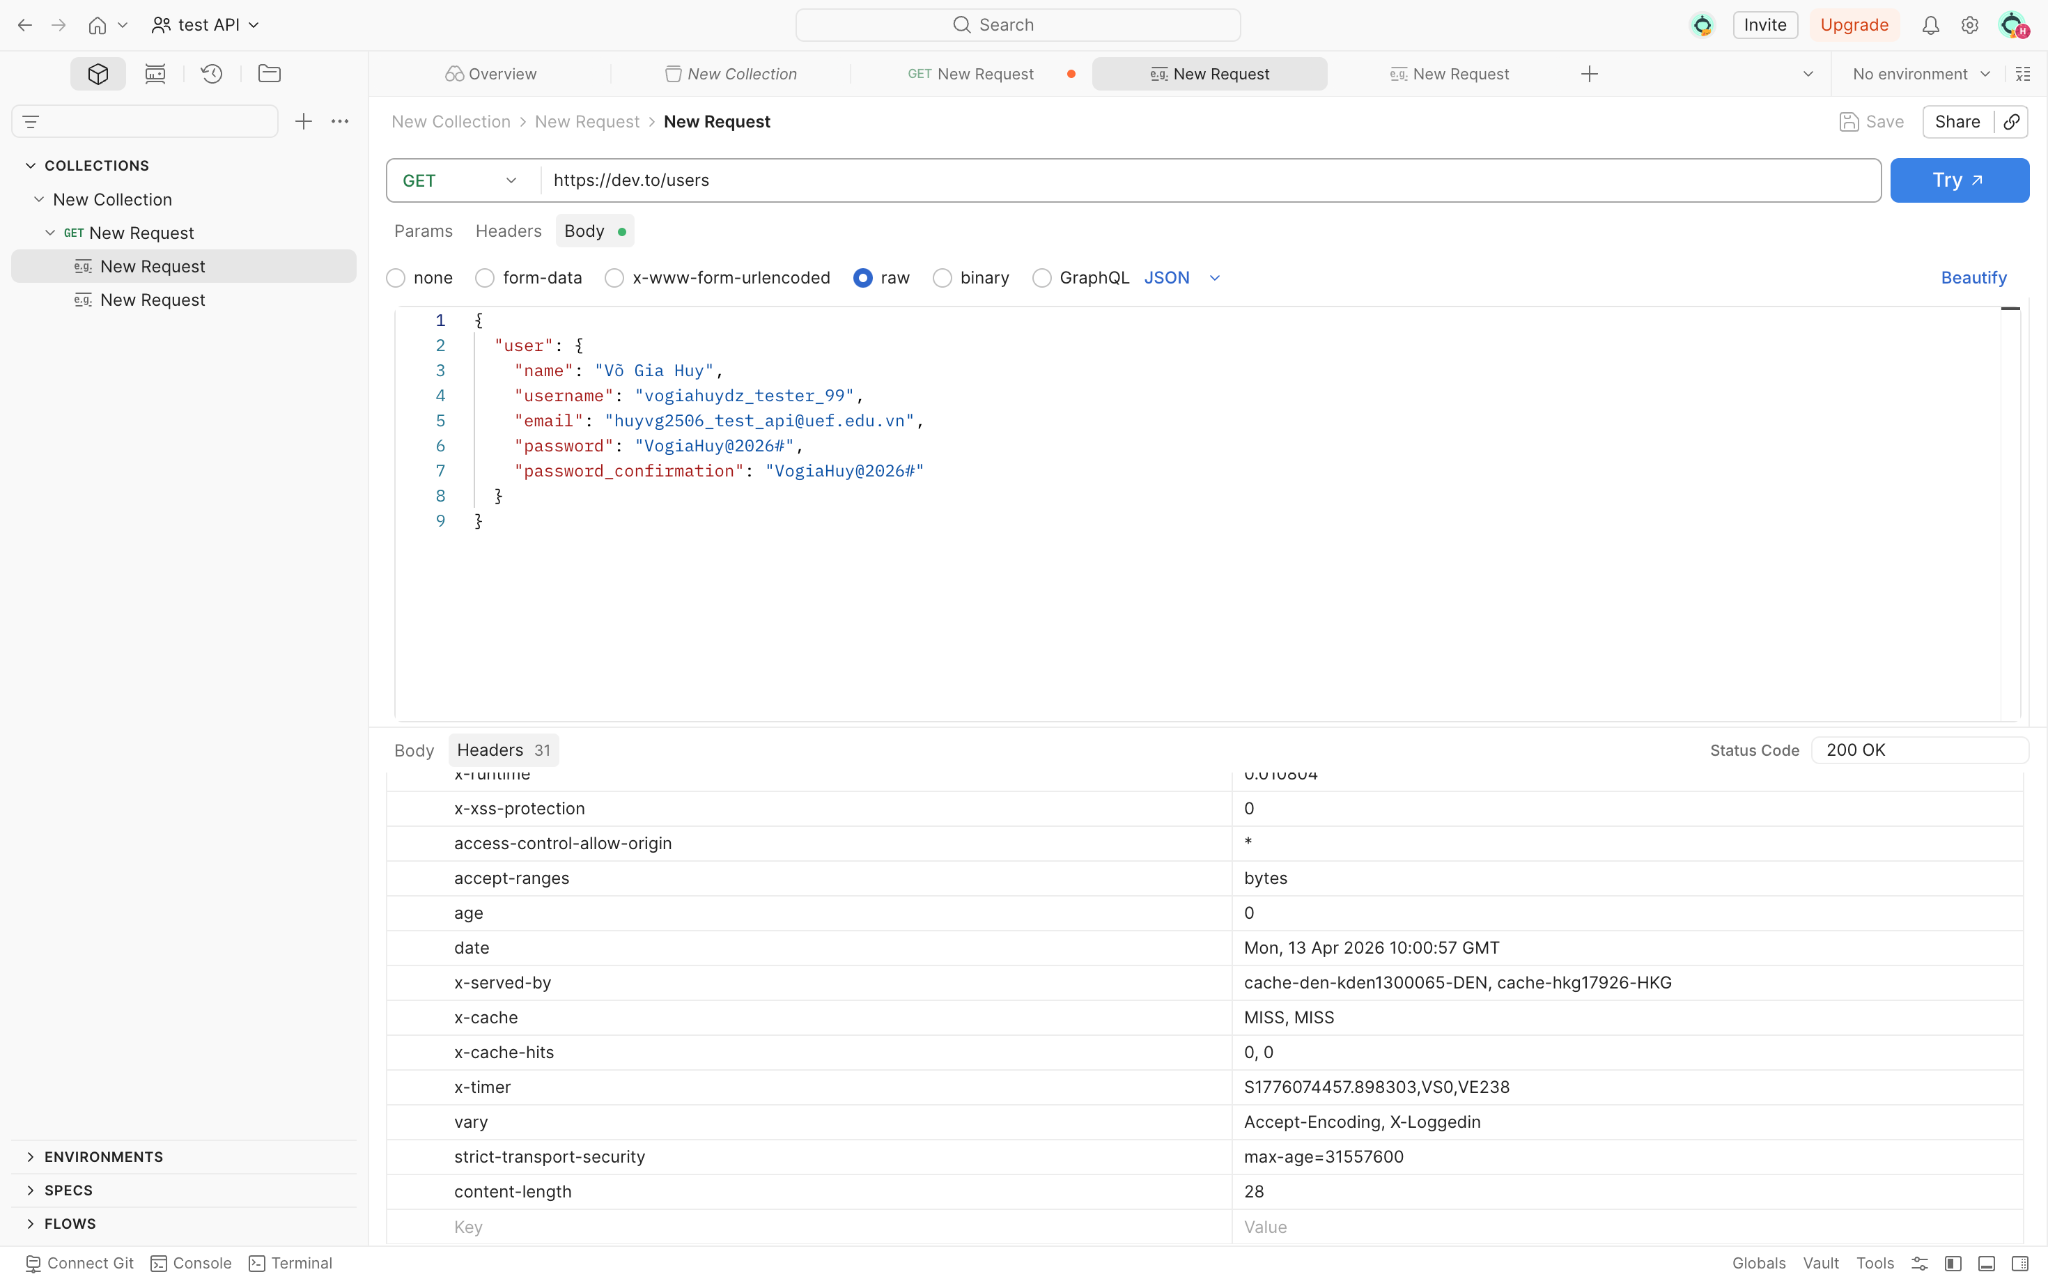 test API
Search
Invite
Upgrade
H
Overview
New Collection
GET New Request
e.g. New Request
e.g. New Request
No environment
COLLECTIONS
New Collection
GET New Request
e.g. New Request
e.g. New Request
New Collection > New Request > New Request
Save
Share
GET
https://dev.to/users
Try
Params
Headers
Body
none
form-data
x-www-form-urlencoded
raw
binary
GraphQL
JSON
Beautify
1 {
2 "user": {
3 "name": "Võ Gia Huy",
4 "username": "vogiahuydz_tester_99",
5 "email": "huyvg2506_test_api@uef.edu.vn",
6 "password": "VogiaHuy@2026#",
7 "password_confirmation": "VogiaHuy@2026#"
8 }
9 }
Body
Headers 31
Status Code
200 OK
x-runtime 0.010804
x-xss-protection 0
access-control-allow-origin *
accept-ranges bytes
age 0
date Mon, 13 Apr 2026 10:00:57 GMT
x-served-by cache-den-kden1300065-DEN, cache-hkg17926-HKG
x-cache MISS, MISS
x-cache-hits 0, 0
x-timer S1776074457.898303,VS0,VE238
vary Accept-Encoding, X-Loggedin
strict-transport-security max-age=31557600
content-length 28
Key Value
ENVIRONMENTS
SPECS
FLOWS
Connect Git
Console
Terminal
Globals
Vault
Tools